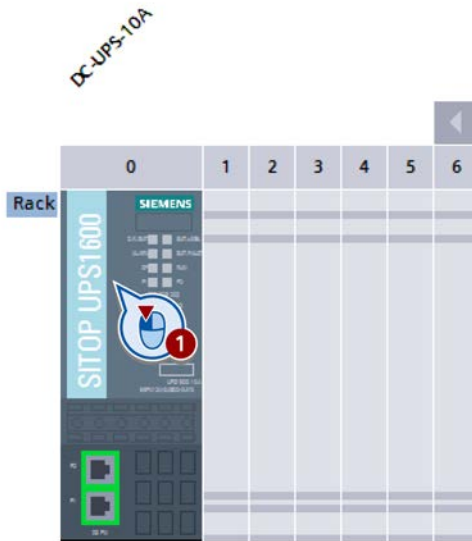 DC-UPS-10A
0 1 2 3 4 5 6
Rack
SIEMENS
SITOP UPS1600
1